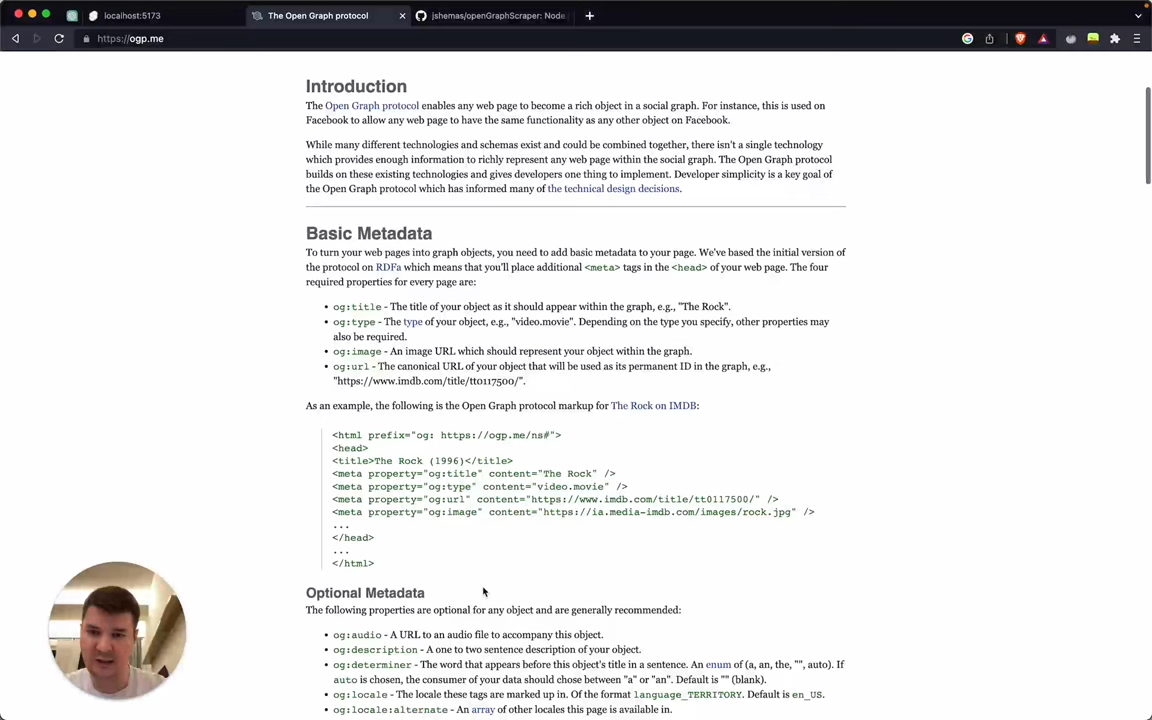 localhost:5173
The Open Graph protocol
jshemas/openGraphScraper: Node
https://ogp.me
Introduction
The Open Graph protocol enables any web page to become a rich object in a social graph. For instance, this is used on
Facebook to allow any web page to have the same functionality as any other object on Facebook.
While many different technologies and schemas exist and could be combined together, there isn't a single technology
which provides enough information to richly represent any web page within the social graph. The Open Graph protocol
builds on these existing technologies and gives developers one thing to implement. Developer simplicity is a key goal of
the Open Graph protocol which has informed many of the technical design decisions.
Basic Metadata
To turn your web pages into graph objects, you need to add basic metadata to your page. We've based the initial version of
the protocol on RDFa which means that you'll place additional <meta> tags in the <head> of your web page. The four
required properties for every page are:
• og:title - The title of your object as it should appear within the graph, e.g., "The Rock".
• og:type - The type of your object, e.g., "video.movie". Depending on the type you specify, other properties may
also be required.
• og:image - An image URL which should represent your object within the graph.
• og:url - The canonical URL of your object that will be used as its permanent ID in the graph, e.g.,
"https://www.imdb.com/title/tt0117500/".
As an example, the following is the Open Graph protocol markup for The Rock on IMDB:
<html prefix="og: https://ogp.me/ns#">
<head>
<title>The Rock (1996)</title>
<meta property="og:title" content="The Rock" />
<meta property="og:type" content="video.movie" />
<meta property="og:url" content="https://www.imdb.com/title/tt0117500/" />
<meta property="og:image" content="https://ia.media-imdb.com/images/rock.jpg" />
...
</head>
...
</html>
Optional Metadata
The following properties are optional for any object and are generally recommended:
• og:audio - A URL to an audio file to accompany this object.
• og:description - A one to two sentence description of your object.
• og:determiner - The word that appears before this object's title in a sentence. An enum of (a, an, the, "", auto). If
auto is chosen, the consumer of your data should chose between "a" or "an". Default is "" (blank).
• og:locale - The locale these tags are marked up in. Of the format language_TERRITORY. Default is en_US.
• og:locale:alternate - An array of other locales this page is available in.